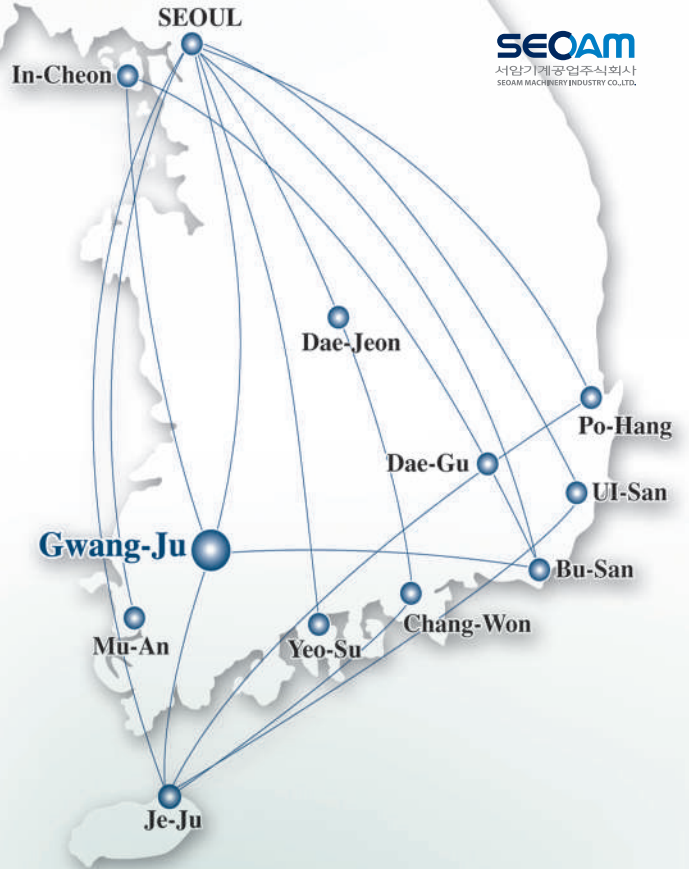 SEOUL
SEOAM
서암기계공업주식회사
SEOAM MACHINERY INDUSTRY CO.,LTD.
In-Cheon
Dae-Jeon
Po-Hang
Dae-Gu
UI-San
Gwang-Ju
Bu-San
Chang-Won
Mu-An
Yeo-Su
Je-Ju